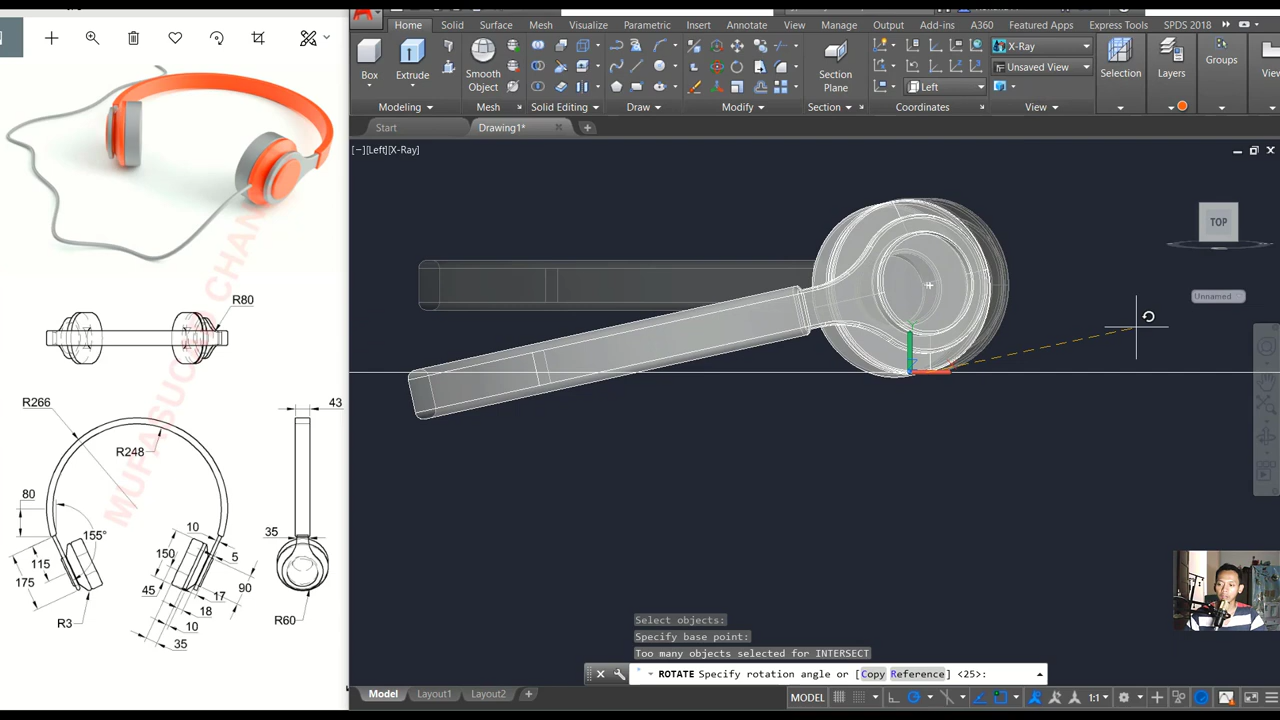 Home Solid Surface Mesh Visualize Parametric Insert Annotate View Manage Output Add-ins A360 Featured Apps Express Tools SPDS 2018
Box Extrude Smooth Object Section Plane X-Ray Unsaved View Left Selection Layers Groups View
Modeling Mesh Solid Editing Draw Modify Section Coordinates View
Start Drawing1*
[−][Left][X-Ray]
TOP
Unnamed
R80
R266
R248
43
80
155°
115
175
R3
10
5
150
45
90
17
18
10
35
35
R60
Select objects:
Specify base point:
Too many objects selected for INTERSECT
ROTATE Specify rotation angle or [Copy Reference] <25>:
Model Layout1 Layout2 +
MODEL 1:1